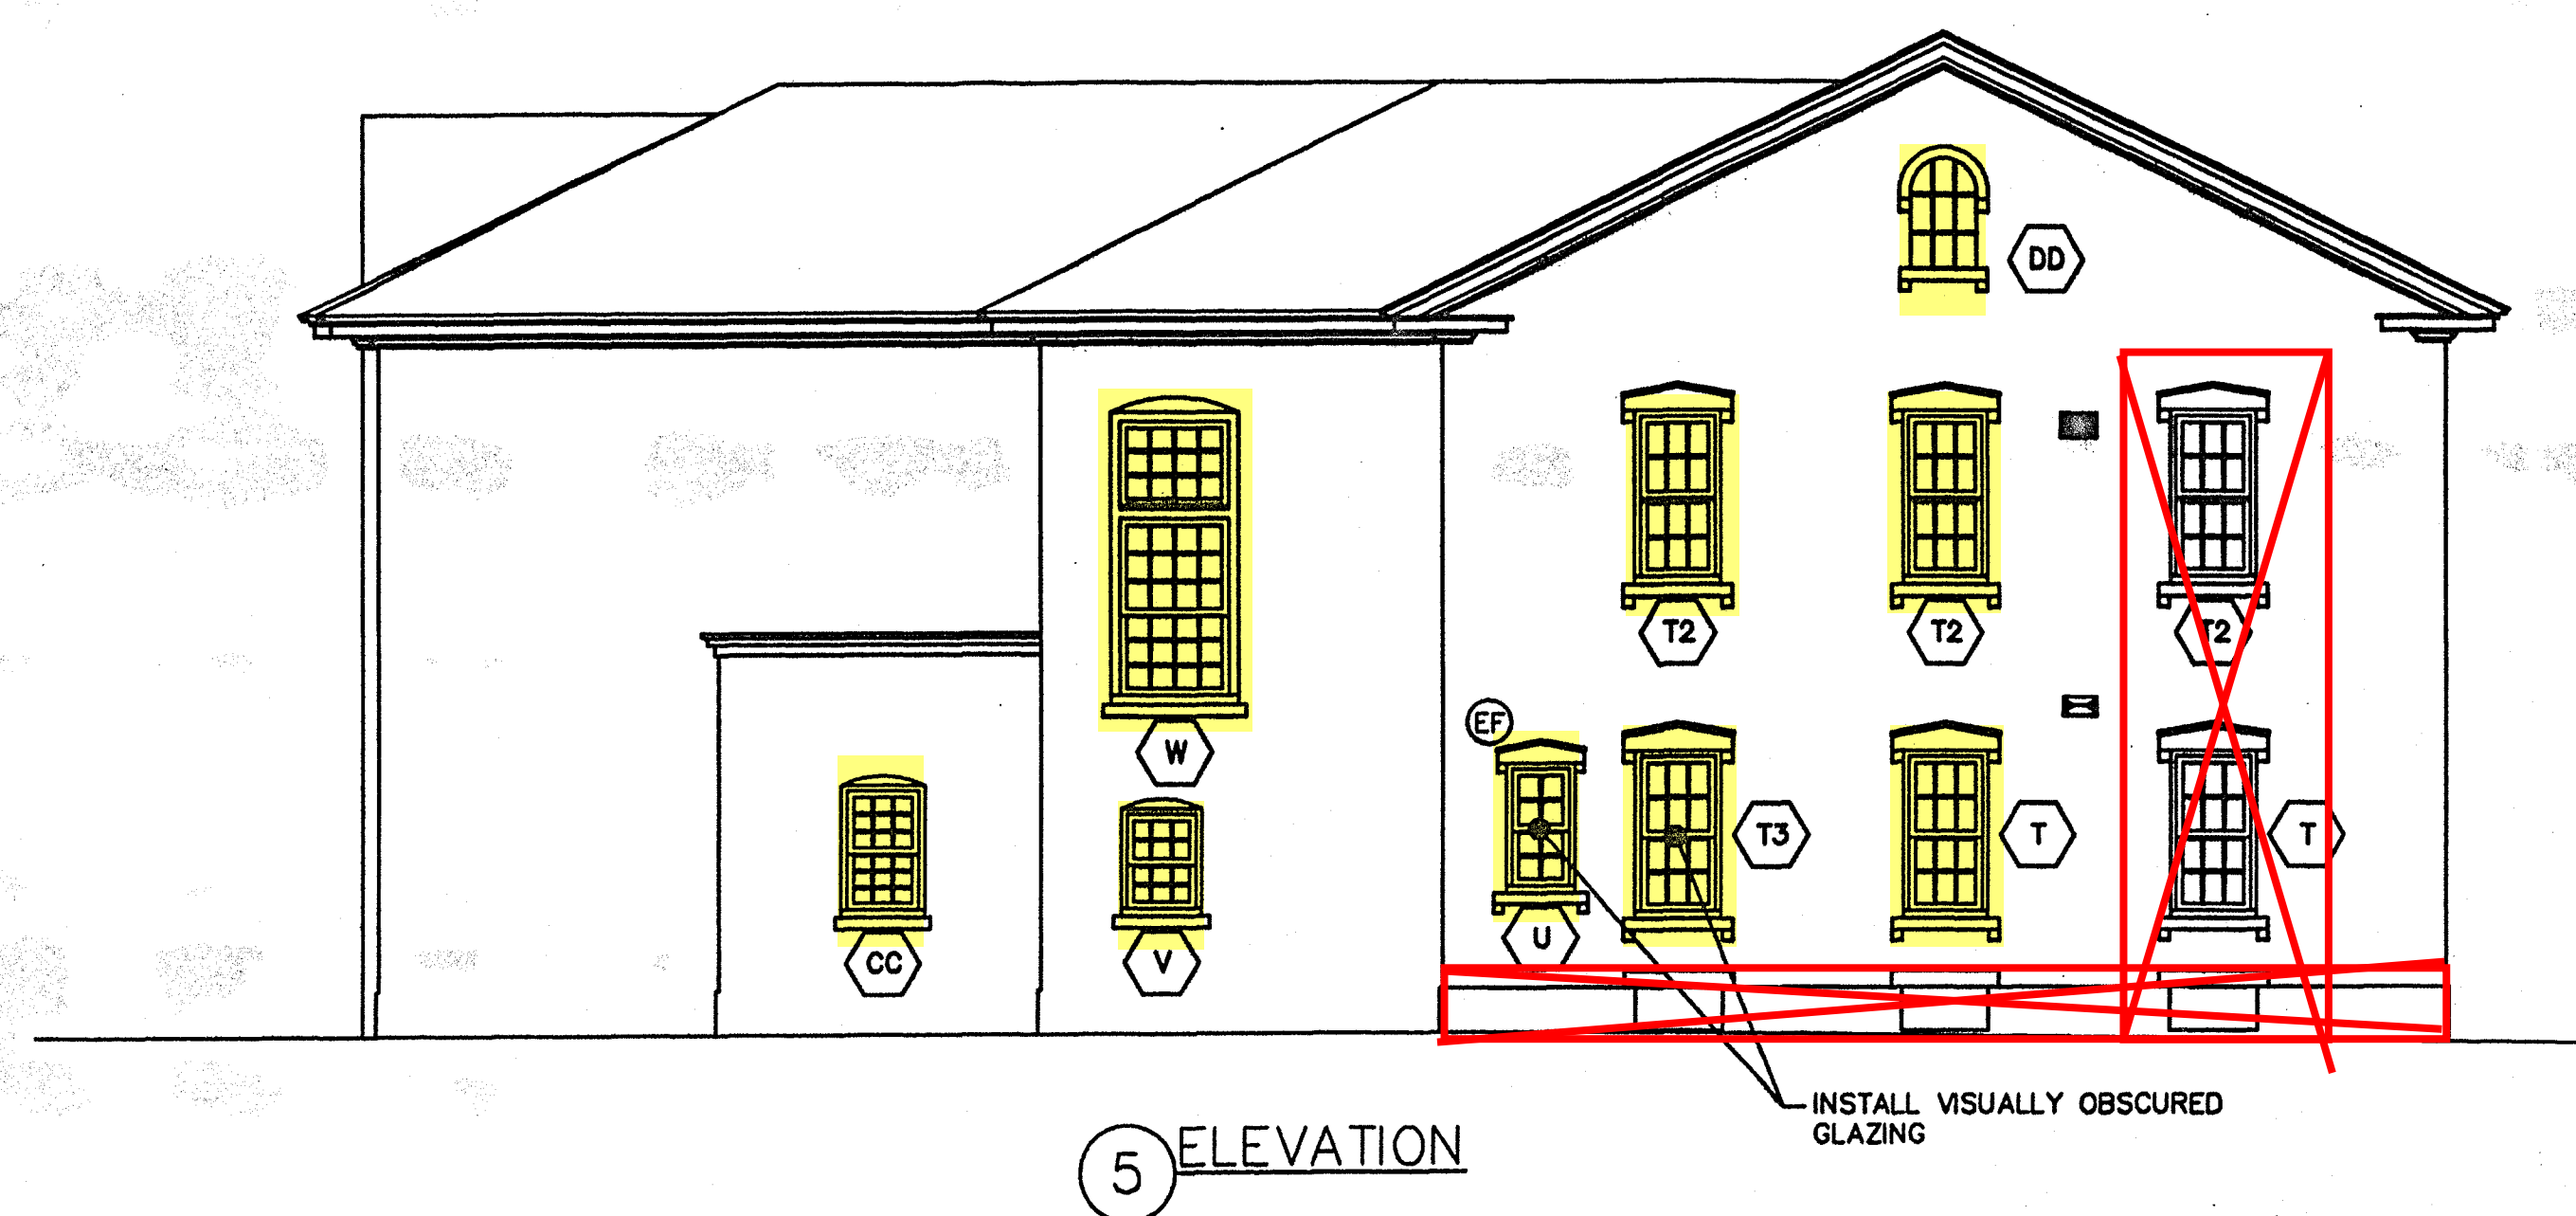 DD
T2
T2
T2
EF
W
T3
T
T
U
CC
V
INSTALL VISUALLY OBSCURED
GLAZING
5 ELEVATION